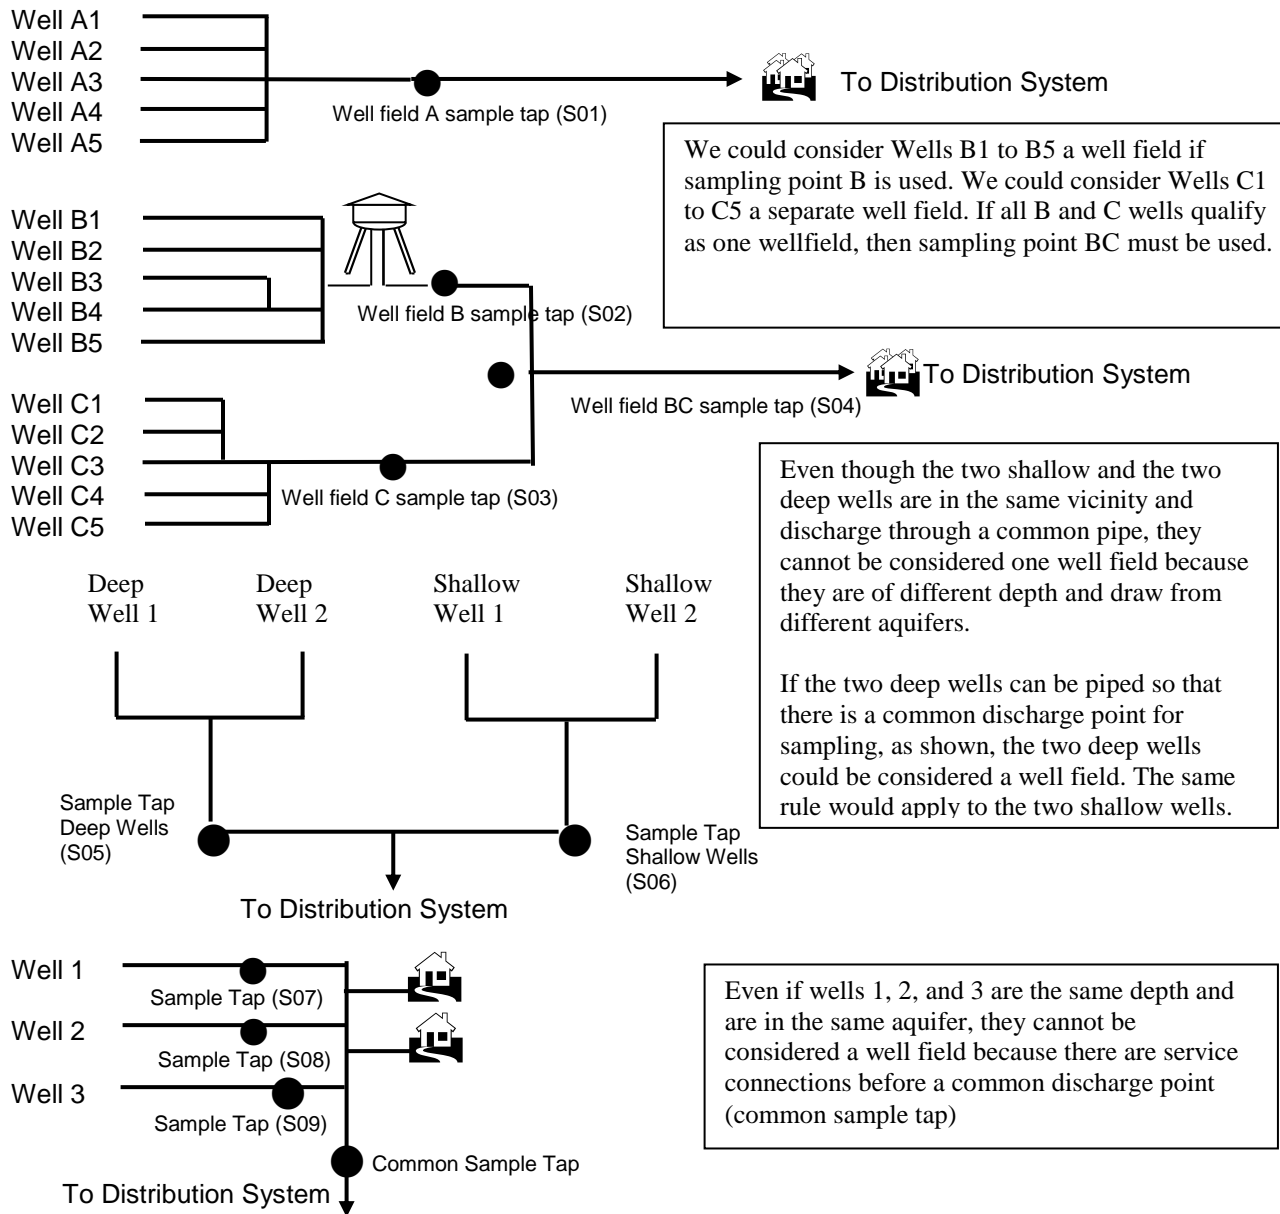 Well A1
Well A2
Well A3
Well A4
Well A5
Well field A sample tap (S01)
To Distribution System
We could consider Wells B1 to B5 a well field if
sampling point B is used. We could consider Wells C1
to C5 a separate well field. If all B and C wells qualify
as one wellfield, then sampling point BC must be used.
Well B1
Well B2
Well B3
Well B4
Well B5
Well field B sample tap (S02)
To Distribution System
Well field BC sample tap (S04)
Well C1
Well C2
Well C3
Well C4
Well C5
Well field C sample tap (S03)
Even though the two shallow and the two
deep wells are in the same vicinity and
discharge through a common pipe, they
cannot be considered one well field because
they are of different depth and draw from
different aquifers.
If the two deep wells can be piped so that
there is a common discharge point for
sampling, as shown, the two deep wells
could be considered a well field. The same
rule would apply to the two shallow wells.
Deep
Well 1
Deep
Well 2
Shallow
Well 1
Shallow
Well 2
Sample Tap
Deep Wells
(S05)
Sample Tap
Shallow Wells
(S06)
To Distribution System
Well 1
Sample Tap (S07)
Well 2
Sample Tap (S08)
Well 3
Sample Tap (S09)
Common Sample Tap
To Distribution System
Even if wells 1, 2, and 3 are the same depth and
are in the same aquifer, they cannot be
considered a well field because there are service
connections before a common discharge point
(common sample tap)